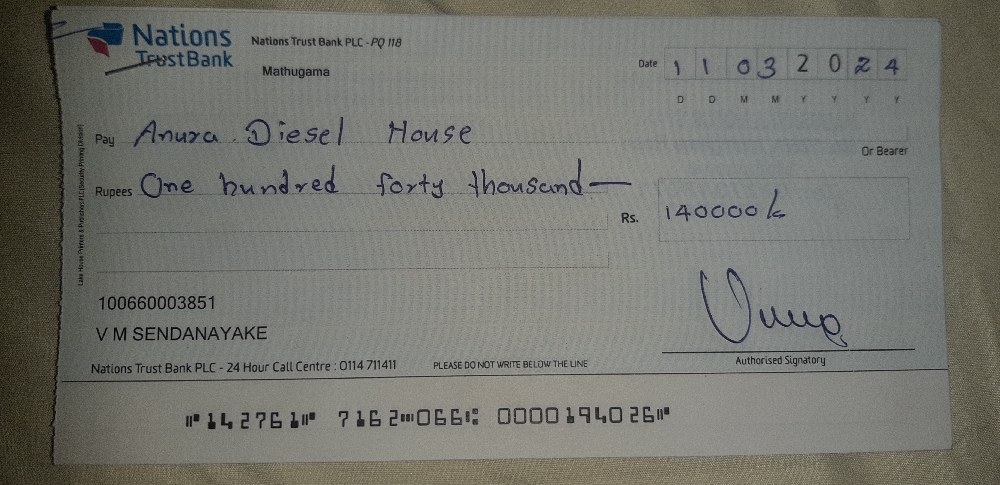 Nations
TrustBank
Nations Trust Bank PLC - PQ 118
Mathugama
Date 1 1 0 3 2 0 2 4
D D M M Y Y Y Y
Pay Anura Diesel House
Or Bearer
Rupees One hundred forty thousand —
Rs. 140000/=
100660003851
V M SENDANAYAKE
Authorised Signatory
Nations Trust Bank PLC - 24 Hour Call Centre : 0114 711411 PLEASE DO NOT WRITE BELOW THE LINE
⑈142761⑈ 7162⑉066⑆ 0000194026⑈